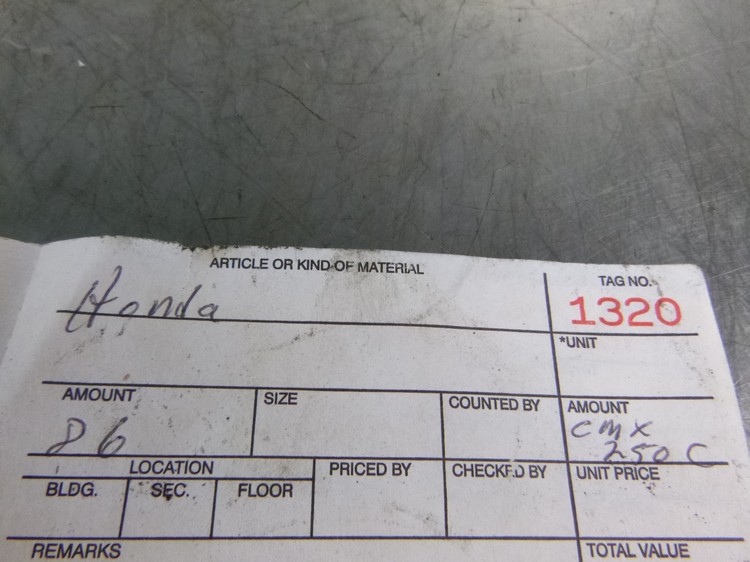 ARTICLE OR KIND OF MATERIAL
Honda
TAG NO.
1320
*UNIT
AMOUNT
86
SIZE
COUNTED BY
AMOUNT
CMX
250 C
LOCATION
BLDG.
SEC.
FLOOR
PRICED BY
CHECKED BY
UNIT PRICE
REMARKS
TOTAL VALUE